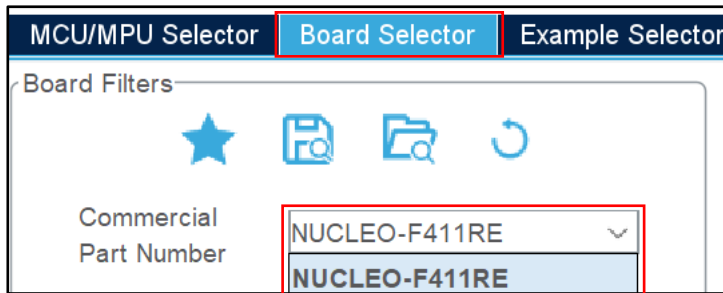 MCU/MPU Selector Board Selector Example Selector
Board Filters
Commercial
Part Number
NUCLEO-F411RE
NUCLEO-F411RE